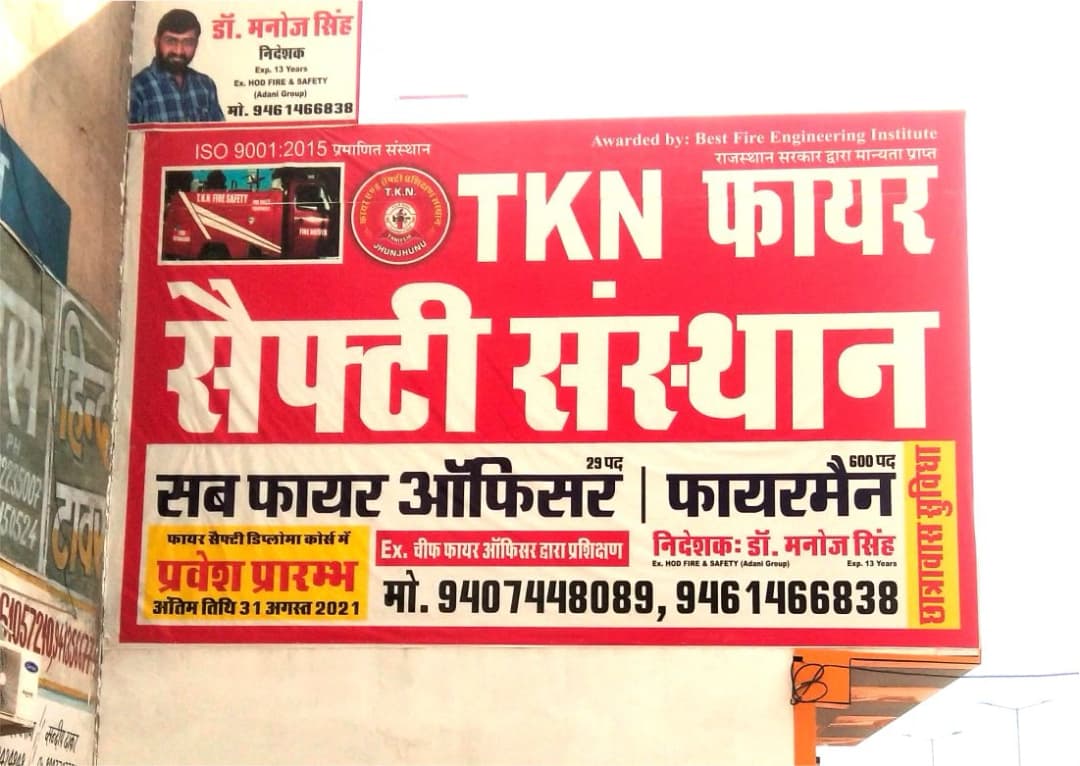 डॉ. मनोज सिंह
निदेशक
Exp. 13 Years
Ex. HOD FIRE & SAFETY
(Adani Group)
मो. 9461466838
Awarded by: Best Fire Engineering Institute
ISO 9001:2015 प्रमाणित संस्थान
राजस्थान सरकार द्वारा मान्यता प्राप्त
T.K.N FIRE SAFETY
T.K.N.
JHUNJHUNU
TKN फायर
सैफ्टी संस्थान
29 पद
600 पद
सब फायर ऑफिसर | फायरमैन
छात्रावास सुविधा
फायर सैफ्टी डिप्लोमा कोर्स में
प्रवेश प्रारम्भ
अंतिम तिथि 31 अगस्त 2021
Ex. चीफ फायर ऑफिसर द्वारा प्रशिक्षण
निदेशकः डॉ. मनोज सिंह
Ex. HOD FIRE & SAFETY (Adani Group)
Exp. 13 Years
मो. 9407448089, 9461466838